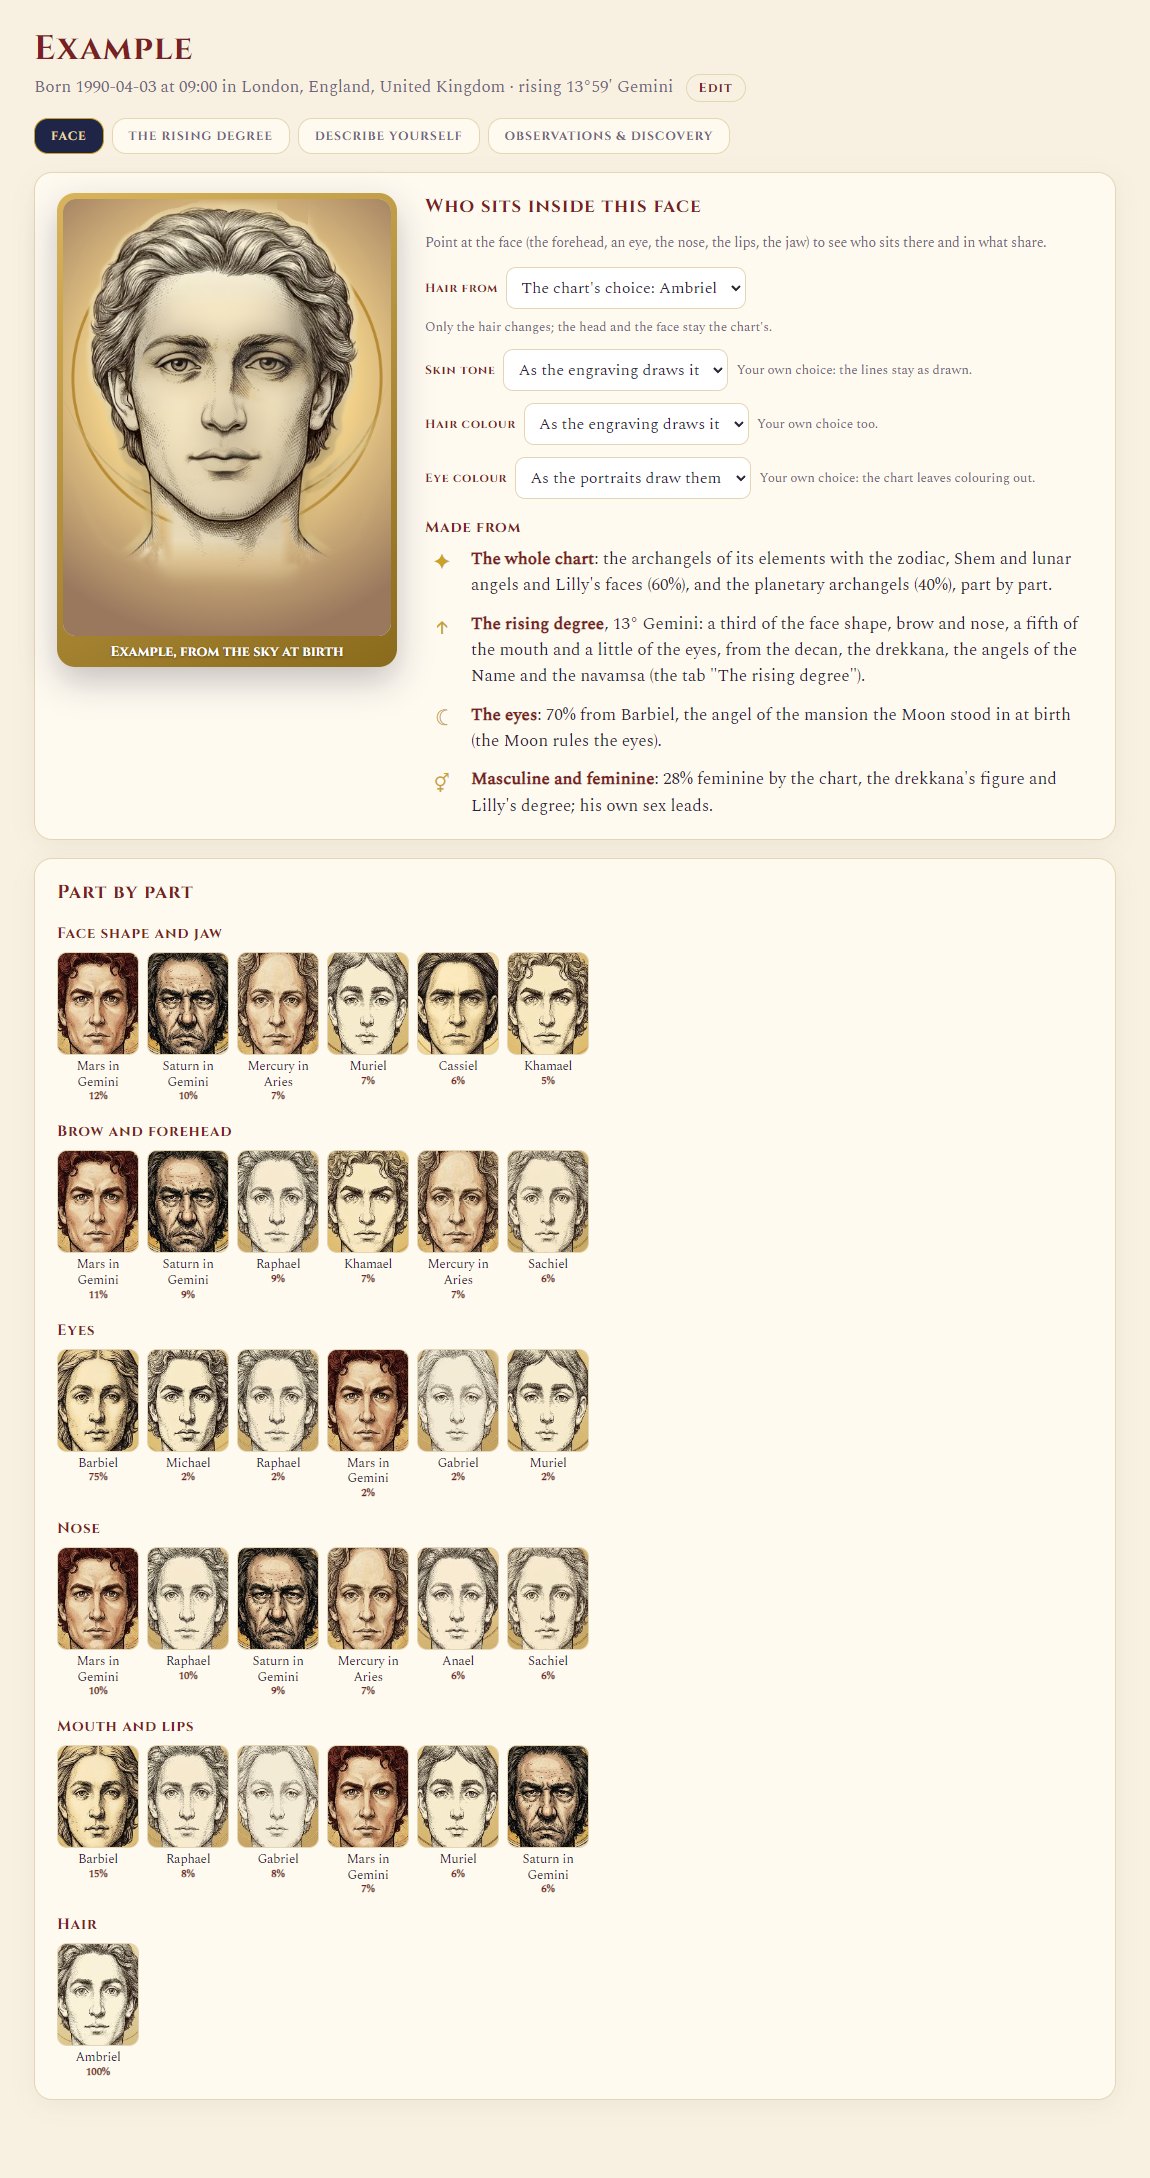 Example
Born 1990-04-03 at 09:00 in London, England, United Kingdom · rising 13°59' Gemini Edit
Face The rising degree Describe yourself Observations & Discovery
Example, from the sky at birth
Who sits inside this face
Point at the face (the forehead, an eye, the nose, the lips, the jaw) to see who sits there and in what share.
Hair from The chart's choice: Ambriel
Only the hair changes; the head and the face stay the chart's.
Skin tone As the engraving draws it Your own choice: the lines stay as drawn.
Hair colour As the engraving draws it Your own choice too.
Eye colour As the portraits draw them Your own choice: the chart leaves colouring out.
Made from
The whole chart: the archangels of its elements with the zodiac, Shem and lunar
angels and Lilly's faces (60%), and the planetary archangels (40%), part by part.
The rising degree, 13° Gemini: a third of the face shape, brow and nose, a fifth of
the mouth and a little of the eyes, from the decan, the drekkana, the angels of the
Name and the navamsa (the tab "The rising degree").
The eyes: 70% from Barbiel, the angel of the mansion the Moon stood in at birth
(the Moon rules the eyes).
Masculine and feminine: 28% feminine by the chart, the drekkana's figure and
Lilly's degree; his own sex leads.
Part by part
Face shape and jaw
Mars in Gemini 12%
Saturn in Gemini 10%
Mercury in Aries 7%
Muriel 7%
Cassiel 6%
Khamael 5%
Brow and forehead
Mars in Gemini 11%
Saturn in Gemini 9%
Raphael 9%
Khamael 7%
Mercury in Aries 7%
Sachiel 6%
Eyes
Barbiel 75%
Michael 2%
Raphael 2%
Mars in Gemini 2%
Gabriel 2%
Muriel 2%
Nose
Mars in Gemini 10%
Raphael 10%
Saturn in Gemini 9%
Mercury in Aries 7%
Anael 6%
Sachiel 6%
Mouth and lips
Barbiel 15%
Raphael 8%
Gabriel 8%
Mars in Gemini 7%
Muriel 6%
Saturn in Gemini 6%
Hair
Ambriel 100%